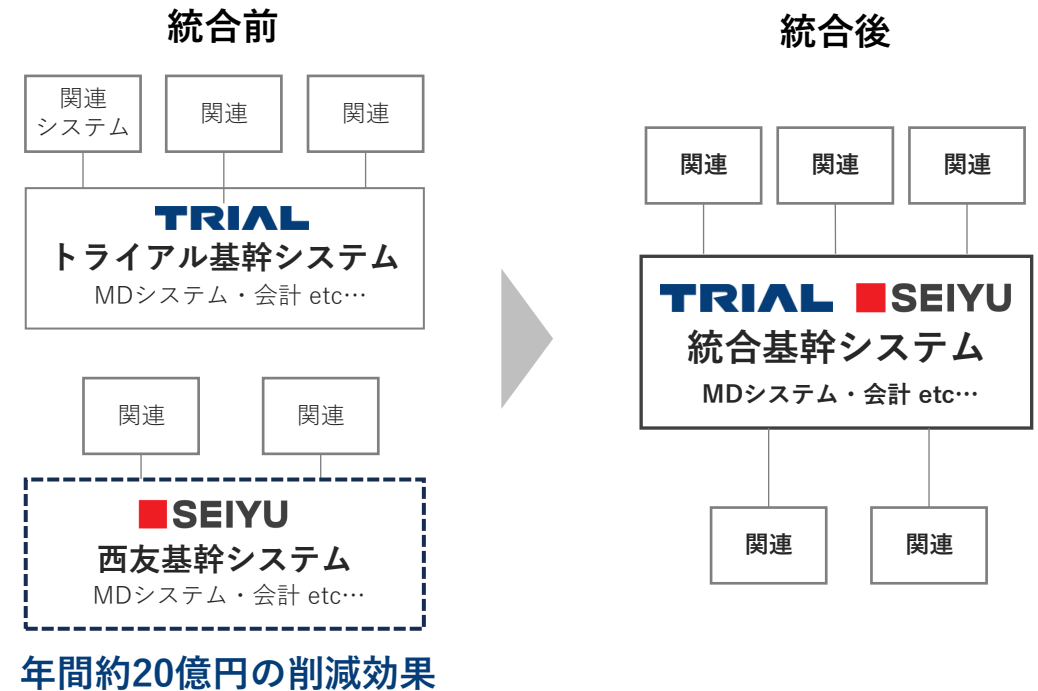 統合前
関連
システム
関連
関連
TRIAL
トライアル基幹システム
MDシステム・会計 etc…
関連
関連
SEIYU
西友基幹システム
MDシステム・会計 etc…
年間約20億円の削減効果
統合後
関連
関連
関連
TRIAL SEIYU
統合基幹システム
MDシステム・会計 etc…
関連
関連